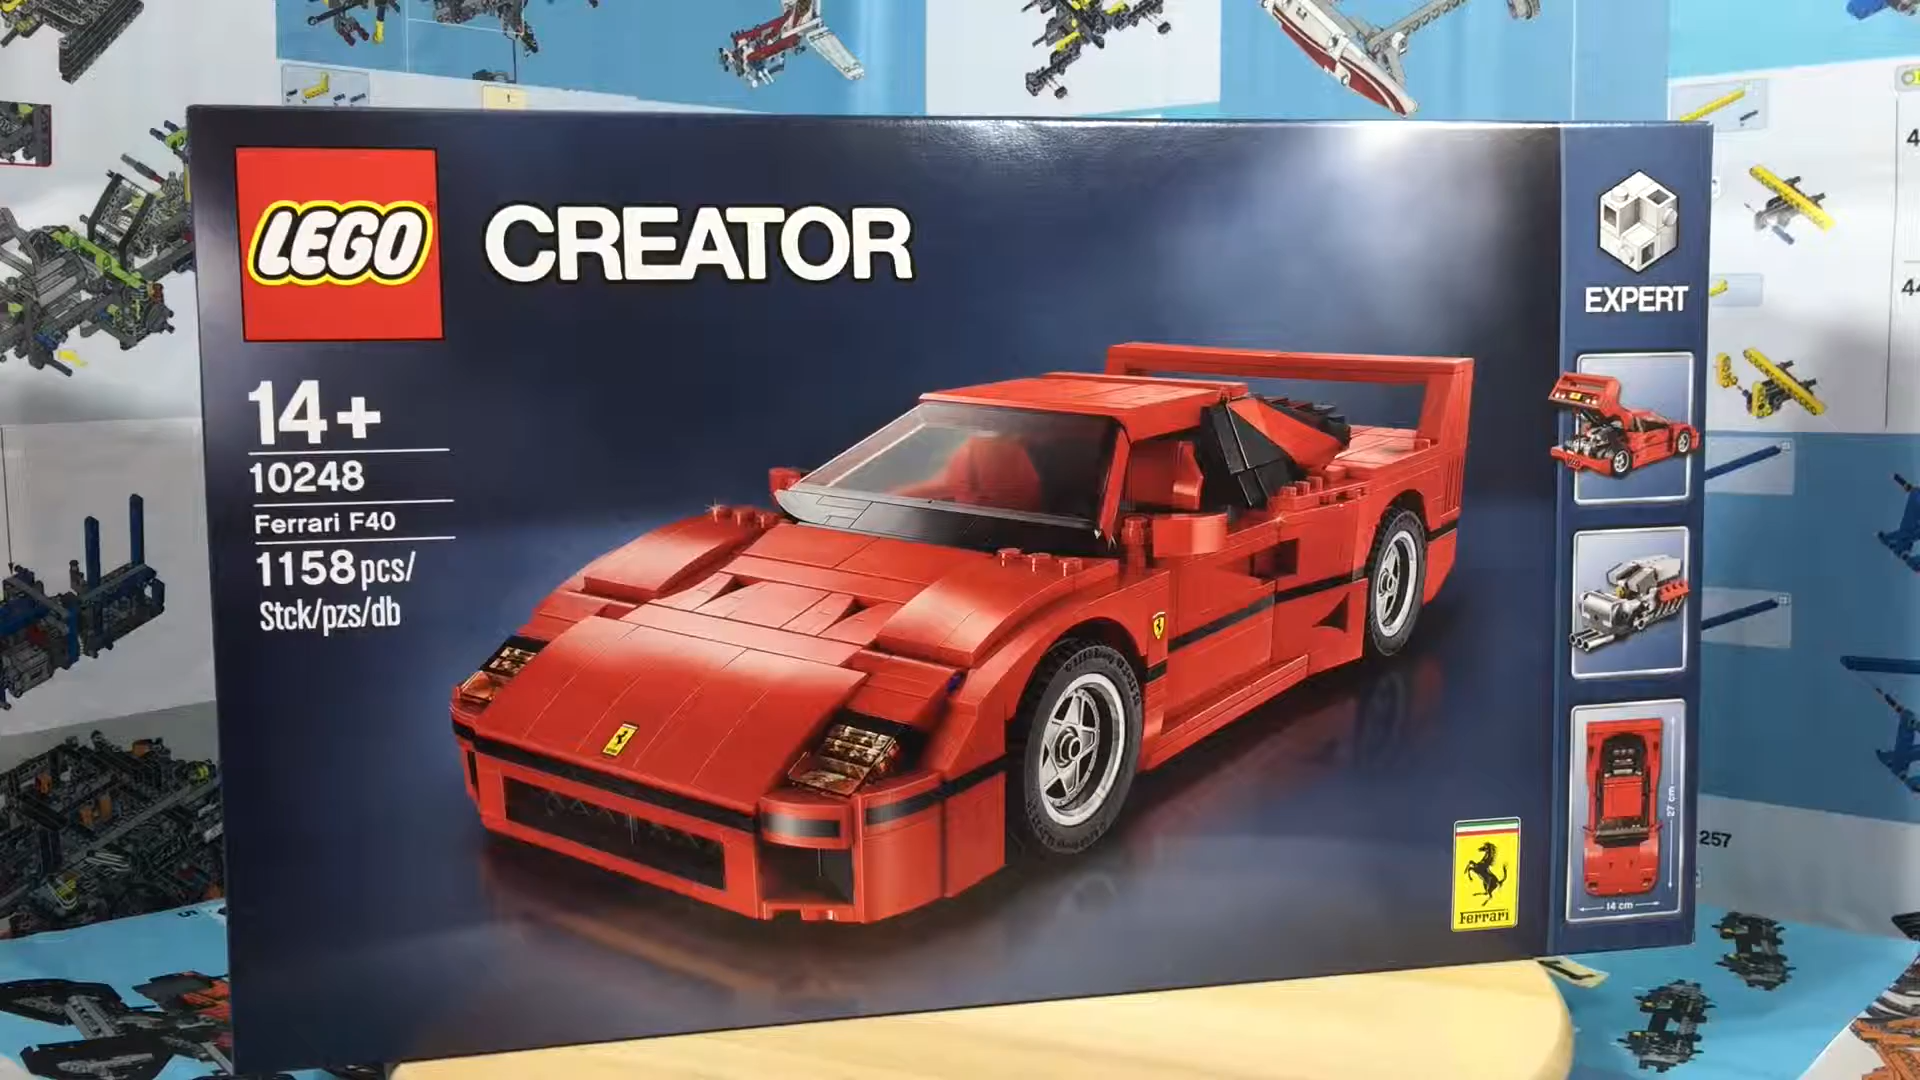 LEGO
CREATOR
14+
10248
Ferrari F40
1158 pcs/
Stck/pzs/db
EXPERT
27 cm
14 cm
Ferrari
257